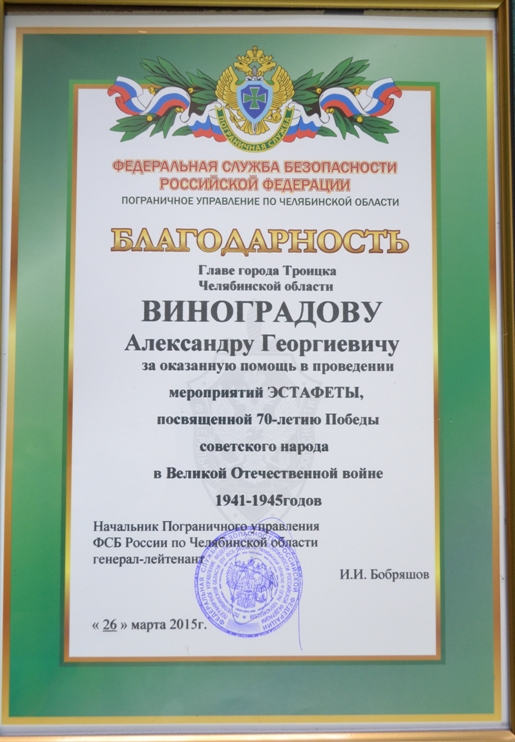 ПОГРАНИЧНАЯ СЛУЖБА
ФЕДЕРАЛЬНАЯ СЛУЖБА БЕЗОПАСНОСТИ
РОССИЙСКОЙ ФЕДЕРАЦИИ
ПОГРАНИЧНОЕ УПРАВЛЕНИЕ ПО ЧЕЛЯБИНСКОЙ ОБЛАСТИ
БЛАГОДАРНОСТЬ
Главе города Троицка
Челябинской области
ВИНОГРАДОВУ
Александру Георгиевичу
за оказанную помощь в проведении
мероприятий ЭСТАФЕТЫ,
посвященной 70-летию Победы
советского народа
в Великой Отечественной войне
1941-1945годов
Начальник Пограничного управления
ФСБ России по Челябинской области
генерал-лейтенант
И.И. Бобряшов
« 26 » марта 2015г.